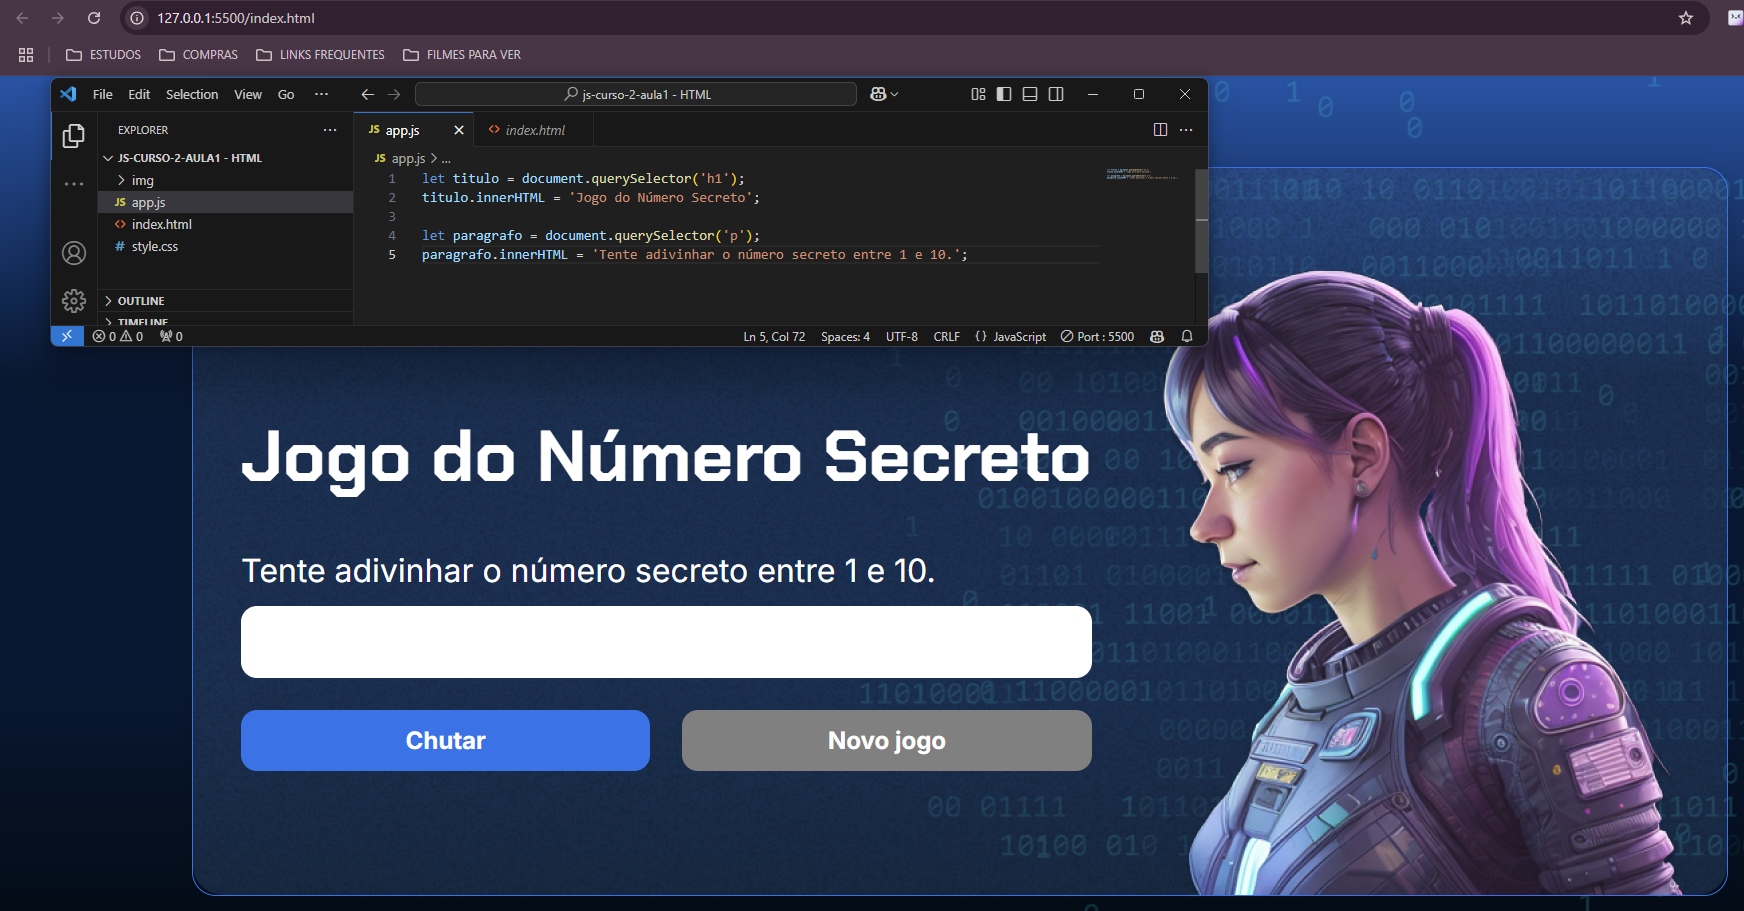 127.0.0.1:5500/index.html
ESTUDOS COMPRAS LINKS FREQUENTES FILMES PARA VER
File Edit Selection View Go ··· js-curso-2-aula1 - HTML
EXPLORER ···
JS app.js
<> index.html
JS-CURSO-2-AULA1 - HTML
img
JS app.js
<> index.html
# style.css
OUTLINE
TIMELINE
JS app.js > ...
1 let titulo = document.querySelector('h1');
2 titulo.innerHTML = 'Jogo do Número Secreto';
3
4 let paragrafo = document.querySelector('p');
5 paragrafo.innerHTML = 'Tente adivinhar o número secreto entre 1 e 10.';
0 0 0 Ln 5, Col 72 Spaces: 4 UTF-8 CRLF {} JavaScript Port : 5500
Jogo do Número Secreto
Tente adivinhar o número secreto entre 1 e 10.
Chutar Novo jogo